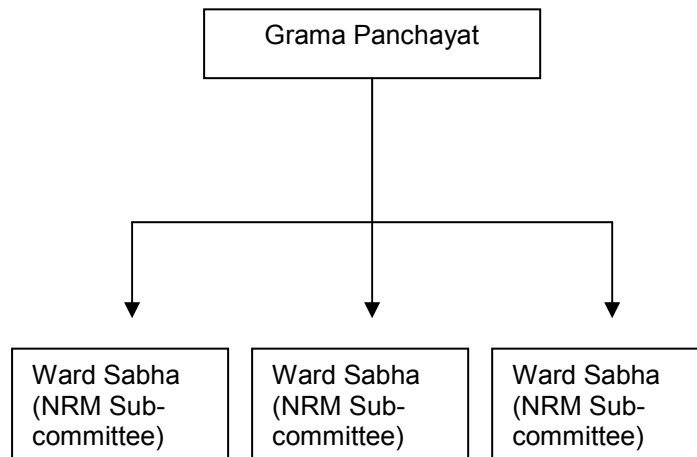 Grama Panchayat
Ward Sabha
(NRM Sub-
committee)
Ward Sabha
(NRM Sub-
committee)
Ward Sabha
(NRM Sub-
committee)